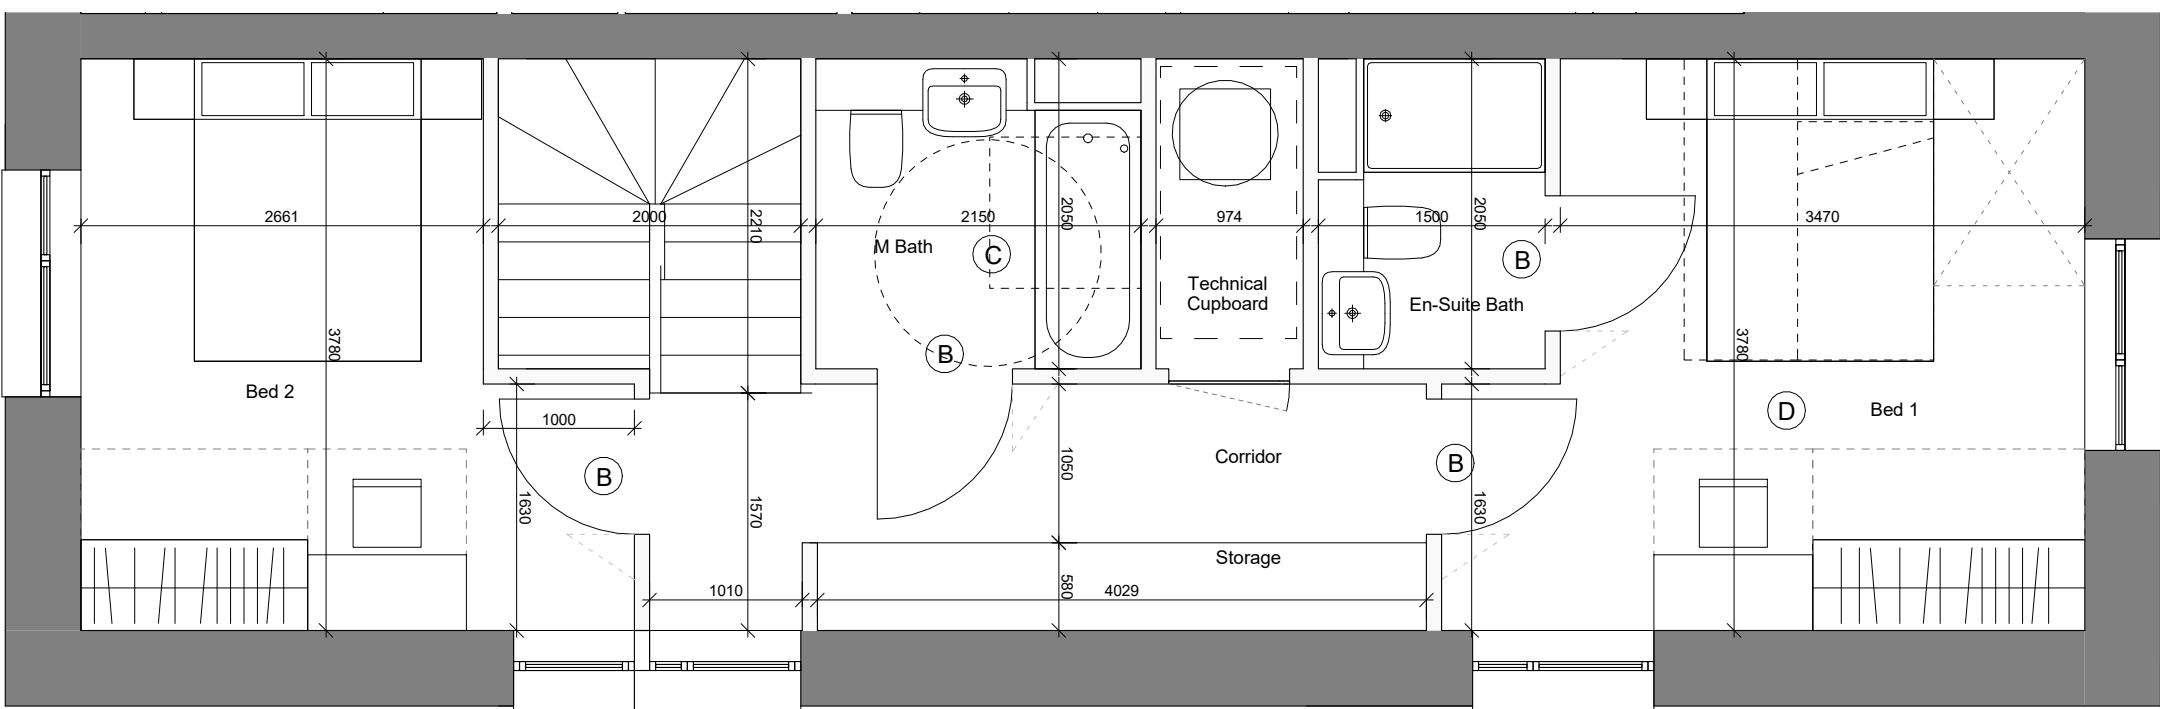 2661
2000
2210
2150
2050
974
1500
2050
3470
M Bath
C
B
Technical
Cupboard
B
En-Suite Bath
3780
3780
Bed 2
1000
D
Bed 1
B
1630
1570
1050
Corridor
B
1630
Storage
1010
580
4029